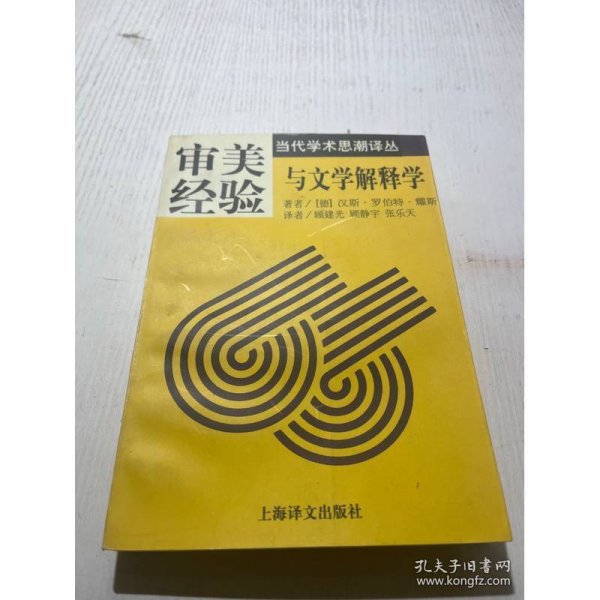 当代学术思潮译丛
审美
经验
与文学解释学
著者/[德]汉斯·罗伯特·耀斯
译者/顾建光 顾静宇 张乐天
上海译文出版社
孔夫子旧书网
www.kongfz.com